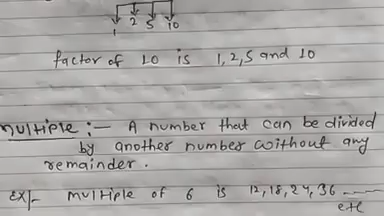 1 2 5 10
factor of 10 is 1, 2, 5 and 10
multiple :- A number that can be divided
by another number without any
remainder.
EX/- multiple of 6 is 12, 18, 24, 36 ......
etc